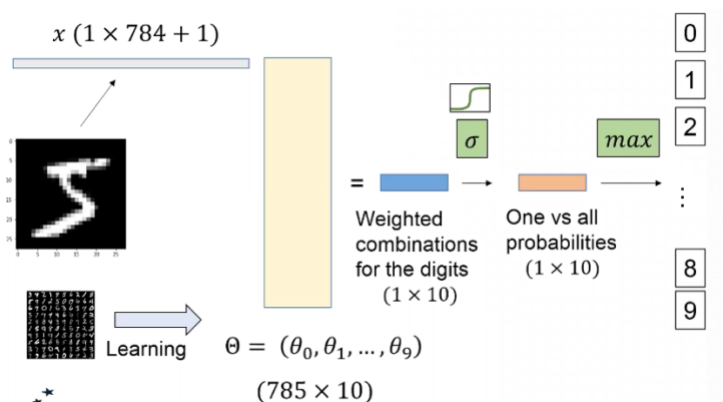 x (1 × 784 + 1)
0
1
2
σ
max
=
⋮
Weighted
combinations
for the digits
(1 × 10)
One vs all
probabilities
(1 × 10)
8
9
Learning
Θ = (θ₀, θ₁, … , θ₉)
(785 × 10)